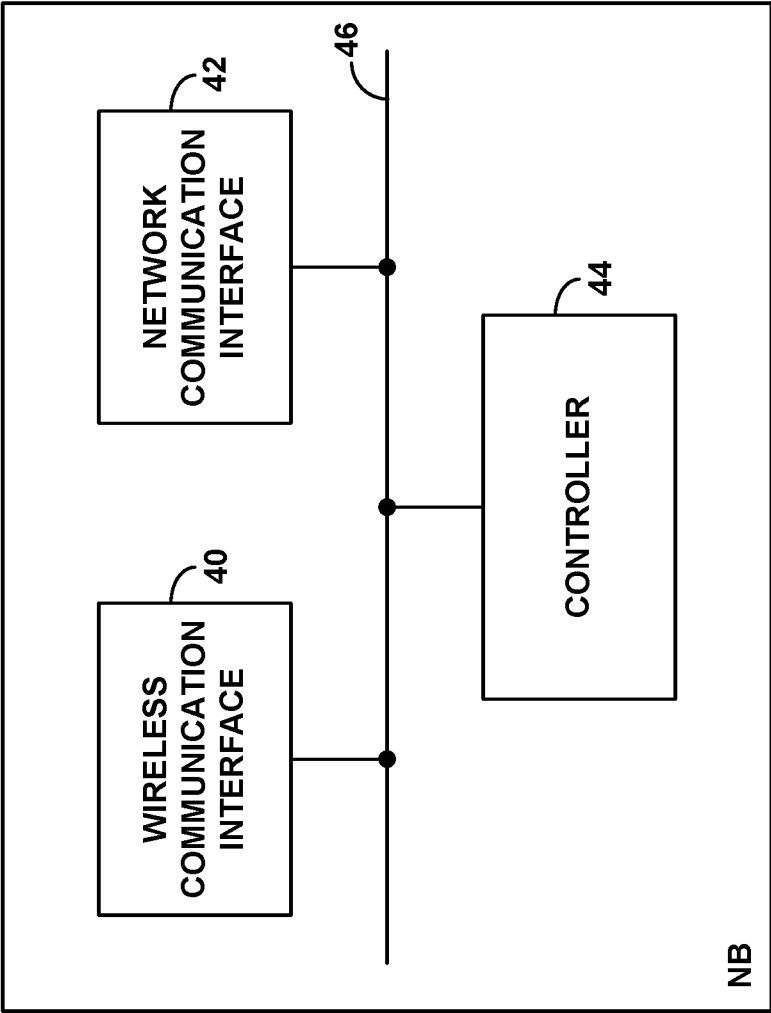 WIRELESS
COMMUNICATION
INTERFACE
40
NETWORK
COMMUNICATION
INTERFACE
42
46
CONTROLLER
44
NB